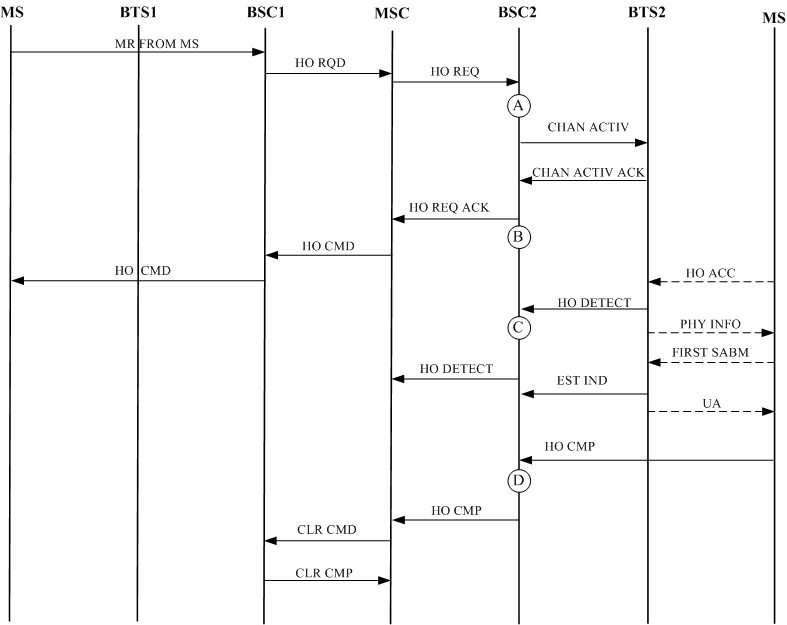 MS BTS1 BSC1 MSC BSC2 BTS2 MS
MR FROM MS
HO RQD
HO REQ
A
CHAN ACTIV
CHAN ACTIV ACK
HO REQ ACK
B
HO CMD
HO CMD
HO ACC
HO DETECT
C
PHY INFO
FIRST SABM
HO DETECT
EST IND
UA
HO CMP
D
HO CMP
CLR CMD
CLR CMP